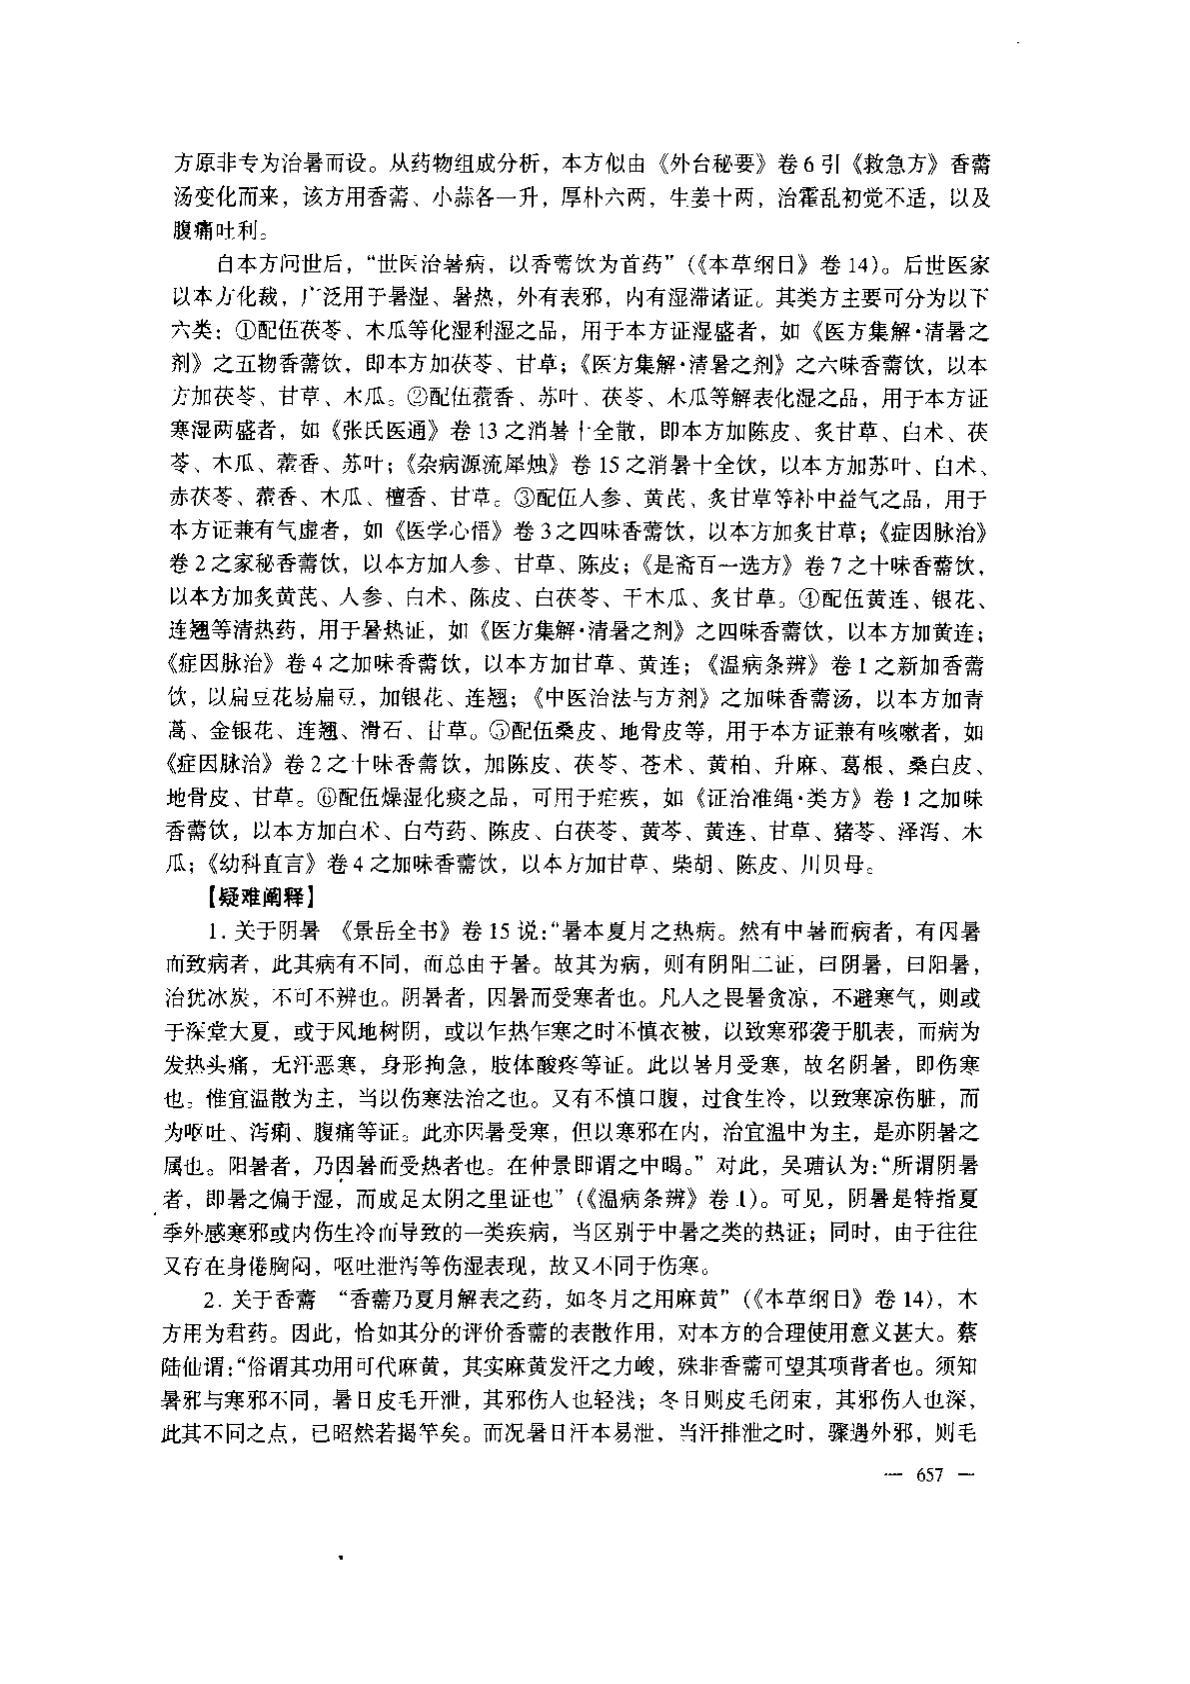 方原非专为治暑而设。从药物组成分析，本方似由《外台秘要》卷6引《救急方》香薷
汤变化而来，该方用香薷、小蒜各一升，厚朴六两，生姜十两，治霍乱初觉不适，以及
腹痛吐利。
自本方问世后，“世医治暑病，以香薷饮为首药”（《本草纲目》卷14）。后世医家
以本方化裁，广泛用于暑湿、暑热，外有表邪，内有湿滞诸证。其类方主要可分为以下
六类：①配伍茯苓、木瓜等化湿利湿之品，用于本方证湿盛者，如《医方集解·清暑之
剂》之五物香薷饮，即本方加茯苓、甘草；《医方集解·清暑之剂》之六味香薷饮，以本
方加茯苓、甘草、木瓜。②配伍藿香、苏叶、茯苓、木瓜等解表化湿之品，用于本方证
寒湿两盛者，如《张氏医通》卷13之消暑十全散，即本方加陈皮、炙甘草、白术、茯
苓、木瓜、藿香、苏叶；《杂病源流犀烛》卷15之消暑十全饮，以本方加苏叶、白术、
赤茯苓、藿香、木瓜、檀香、甘草。③配伍人参、黄芪、炙甘草等补中益气之品，用于
本方证兼有气虚者，如《医学心悟》卷3之四味香薷饮，以本方加炙甘草；《症因脉治》
卷2之家秘香薷饮，以本方加人参、甘草、陈皮；《是斋百一选方》卷7之十味香薷饮，
以本方加炙黄芪、人参、白术、陈皮、白茯苓、干木瓜、炙甘草。④配伍黄连、银花、
连翘等清热药，用于暑热证，如《医方集解·清暑之剂》之四味香薷饮，以本方加黄连；
《症因脉治》卷4之加味香薷饮，以本方加甘草、黄连；《温病条辨》卷1之新加香薷
饮，以扁豆花易扁豆，加银花、连翘；《中医治法与方剂》之加味香薷汤，以本方加青
蒿、金银花、连翘、滑石、甘草。⑤配伍桑皮、地骨皮等，用于本方证兼有咳嗽者，如
《症因脉治》卷2之十味香薷饮，加陈皮、茯苓、苍术、黄柏、升麻、葛根、桑白皮、
地骨皮、甘草。⑥配伍燥湿化痰之品，可用于疟疾，如《证治准绳·类方》卷1之加味
香薷饮，以本方加白术、白芍药、陈皮、白茯苓、黄芩、黄连、甘草、猪苓、泽泻、木
瓜；《幼科直言》卷4之加味香薷饮，以本方加甘草、柴胡、陈皮、川贝母。
【疑难阐释】
1. 关于阴暑 《景岳全书》卷15说：“暑本夏月之热病。然有中暑而病者，有因暑
而致病者，此其病有不同，而总由于暑。故其为病，则有阴阳二证，曰阴暑，曰阳暑，
治犹冰炭，不可不辨也。阴暑者，因暑而受寒者也。凡人之畏暑贪凉，不避寒气，则或
于深堂大夏，或于风地树阴，或以乍热乍寒之时不慎衣被，以致寒邪袭于肌表，而病为
发热头痛，无汗恶寒，身形拘急，肢体酸疼等证。此以暑月受寒，故名阴暑，即伤寒
也。惟宜温散为主，当以伤寒法治之也。又有不慎口腹，过食生冷，以致寒凉伤脏，而
为呕吐、泻痢、腹痛等证。此亦因暑受寒，但以寒邪在内，治宜温中为主，是亦阴暑之
属也。阳暑者，乃因暑而受热者也。在仲景即谓之中暍。”对此，吴瑭认为：“所谓阴暑
者，即暑之偏于湿，而成足太阴之里证也”（《温病条辨》卷1）。可见，阴暑是特指夏
季外感寒邪或内伤生冷而导致的一类疾病，当区别于中暑之类的热证；同时，由于往往
又存在身倦胸闷，呕吐泄泻等伤湿表现，故又不同于伤寒。
2. 关于香薷 “香薷乃夏月解表之药，如冬月之用麻黄”（《本草纲目》卷14），本
方用为君药。因此，恰如其分的评价香薷的表散作用，对本方的合理使用意义甚大。蔡
陆仙谓：“俗谓其功用可代麻黄，其实麻黄发汗之力峻，殊非香薷可望其项背者也。须知
暑邪与寒邪不同，暑日皮毛开泄，其邪伤人也轻浅；冬日则皮毛闭束，其邪伤人也深，
此其不同之点，已昭然若揭竿矣。而况暑日汗本易泄，当汗排泄之时，骤遇外邪，则毛
— 657 —